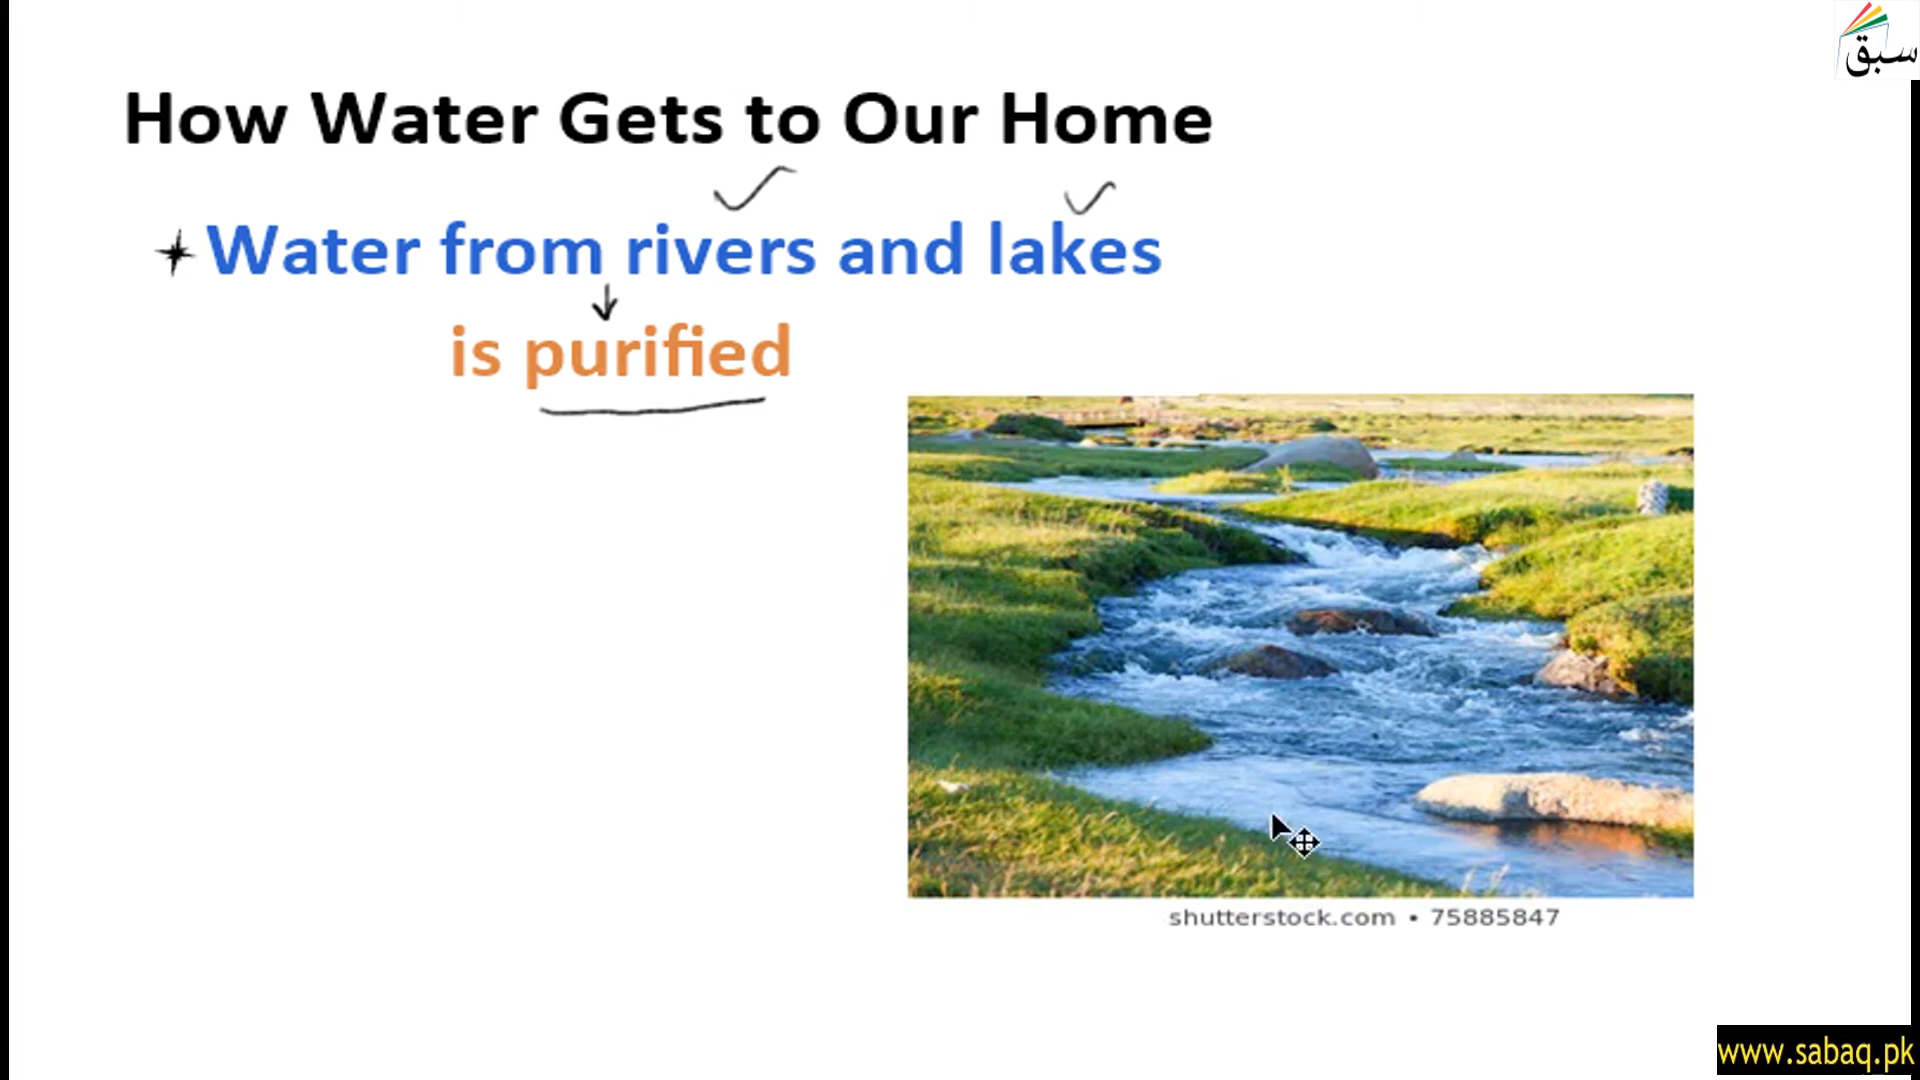 سبق
How Water Gets to Our Home
Water from rivers and lakes
is purified
shutterstock.com • 75885847
www.sabaq.pk